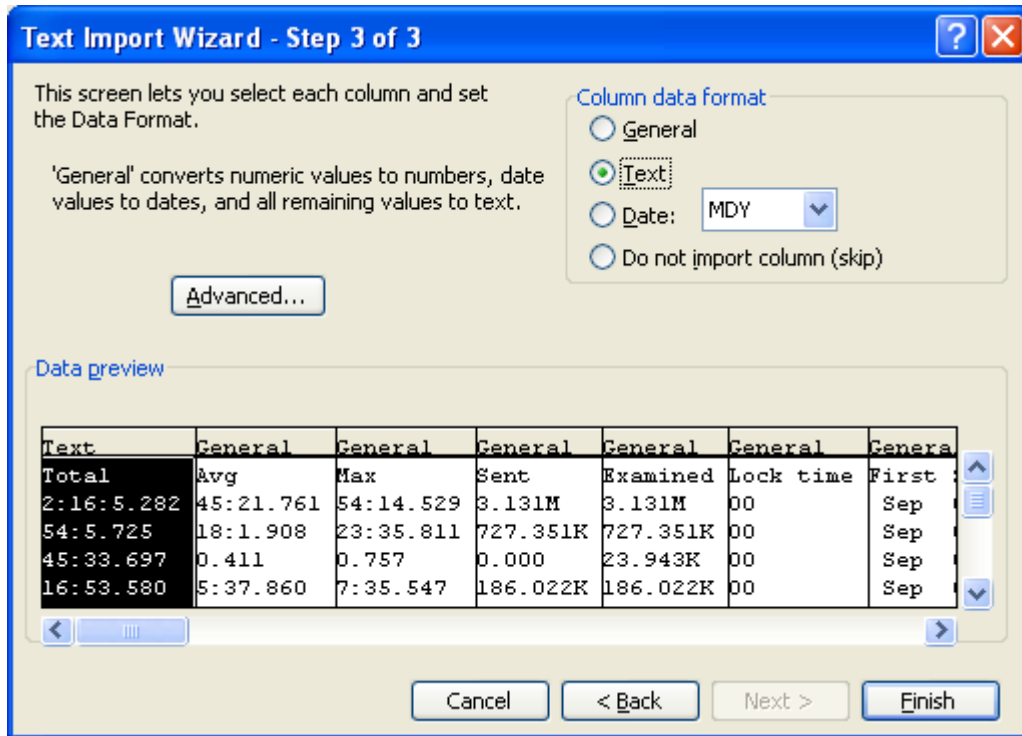 Text Import Wizard - Step 3 of 3
This screen lets you select each column and set
the Data Format.
'General' converts numeric values to numbers, date
values to dates, and all remaining values to text.
Advanced...
Column data format
General
Text
Date: MDY
Do not import column (skip)
Data preview
Text General General General General General Genera
Total Avg Max Sent Examined Lock time First
2:16:5.282 45:21.761 54:14.529 3.131M 3.131M 00 Sep
54:5.725 18:1.908 23:35.811 727.351K 727.351K 00 Sep
45:33.697 0.411 0.757 0.000 23.943K 00 Sep
16:53.580 5:37.860 7:35.547 186.022K 186.022K 00 Sep
Cancel < Back Next > Finish